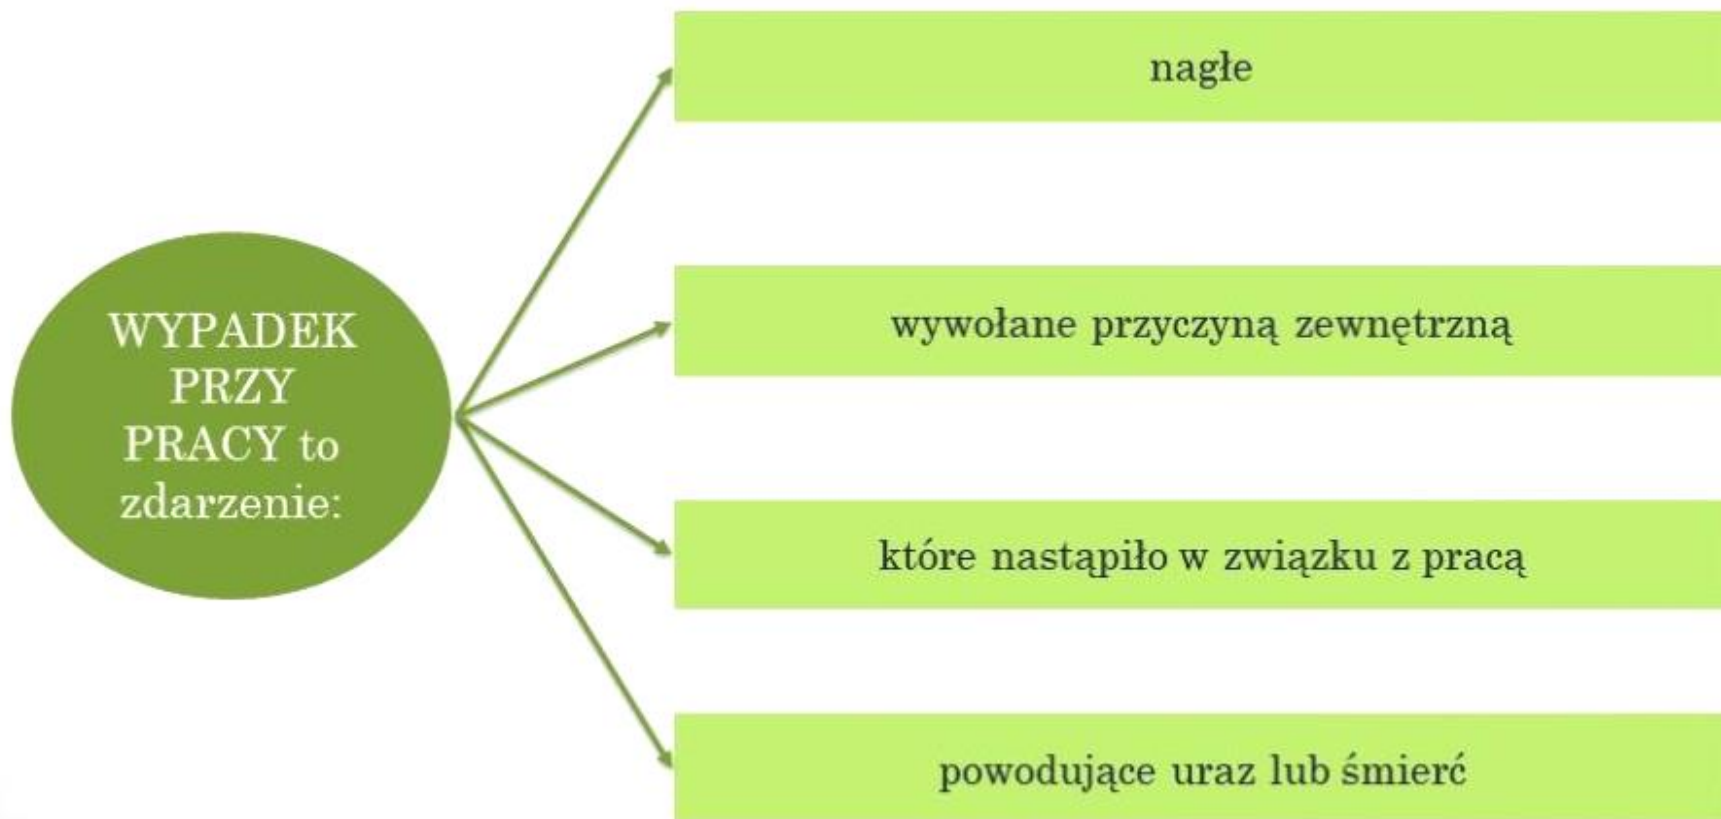 WYPADEK
PRZY
PRACY to
zdarzenie:
nagłe
wywołane przyczyną zewnętrzną
które nastąpiło w związku z pracą
powodujące uraz lub śmierć